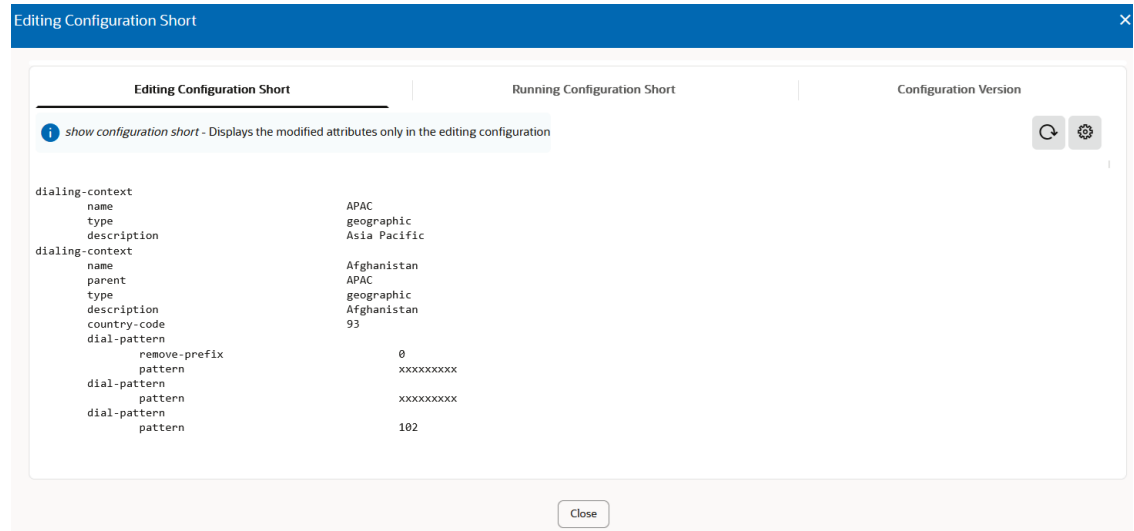 Editing Configuration Short
Editing Configuration Short Running Configuration Short Configuration Version
show configuration short - Displays the modified attributes only in the editing configuration
dialing-context
name APAC
type geographic
description Asia Pacific
dialing-context
name Afghanistan
parent APAC
type geographic
description Afghanistan
country-code 93
dial-pattern
remove-prefix 0
pattern xxxxxxxxx
dial-pattern
pattern xxxxxxxxx
dial-pattern
pattern 102
Close